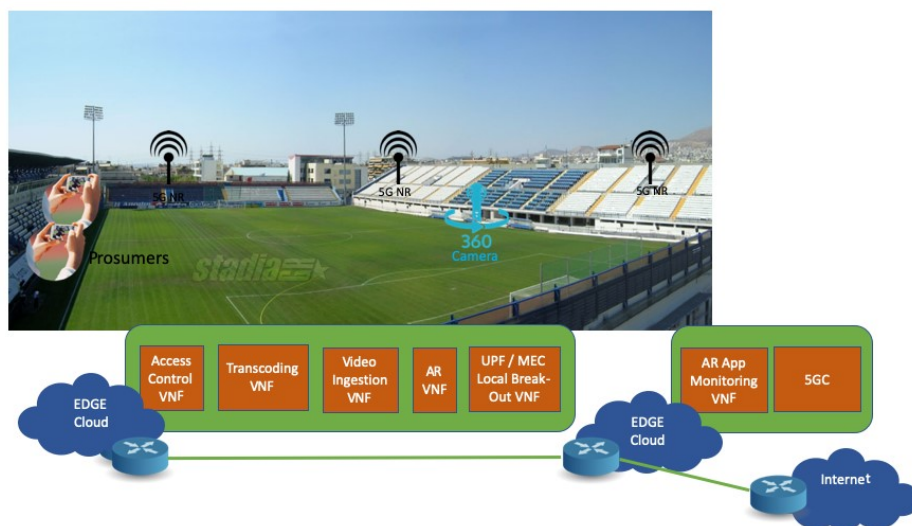 5G NR
5G NR
5G NR
Prosumers
360
Camera
stadia
Access
Control
VNF
Transcoding
VNF
Video
Ingestion
VNF
AR
VNF
UPF / MEC
Local Break-
Out VNF
AR App
Monitoring
VNF
5GC
EDGE
Cloud
EDGE
Cloud
Internet